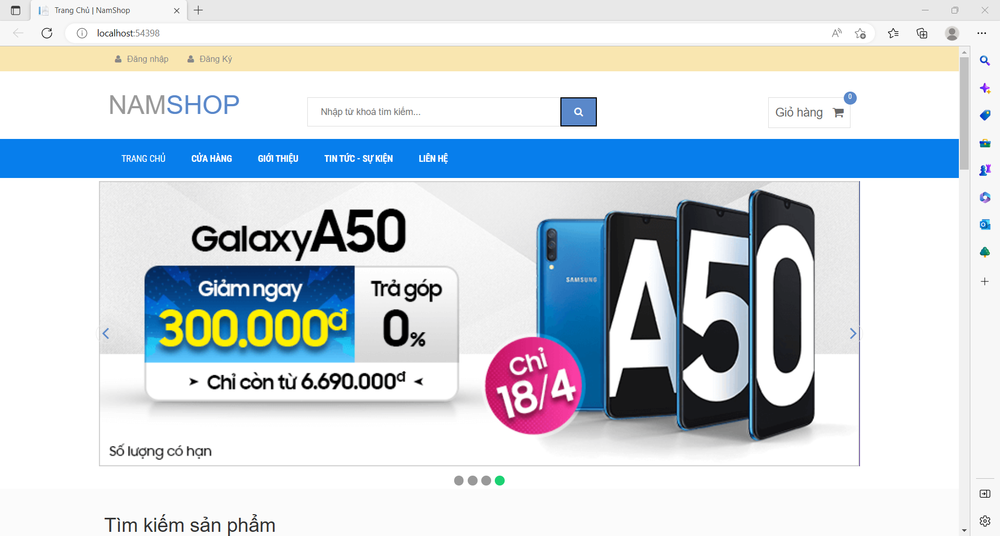 Trang Chủ | NamShop
localhost:54398
Đăng nhập Đăng Ký
NAMSHOP
Nhập từ khoá tìm kiếm...
Giỏ hàng
0
TRANG CHỦ CỬA HÀNG GIỚI THIỆU TIN TỨC - SỰ KIỆN LIÊN HỆ
Galaxy A50
Giảm ngay
300.000đ
Trả góp
0%
Chỉ còn từ 6.690.000đ
Số lượng có hạn
SAMSUNG
A50
Chỉ
18/4
Tìm kiếm sản phẩm